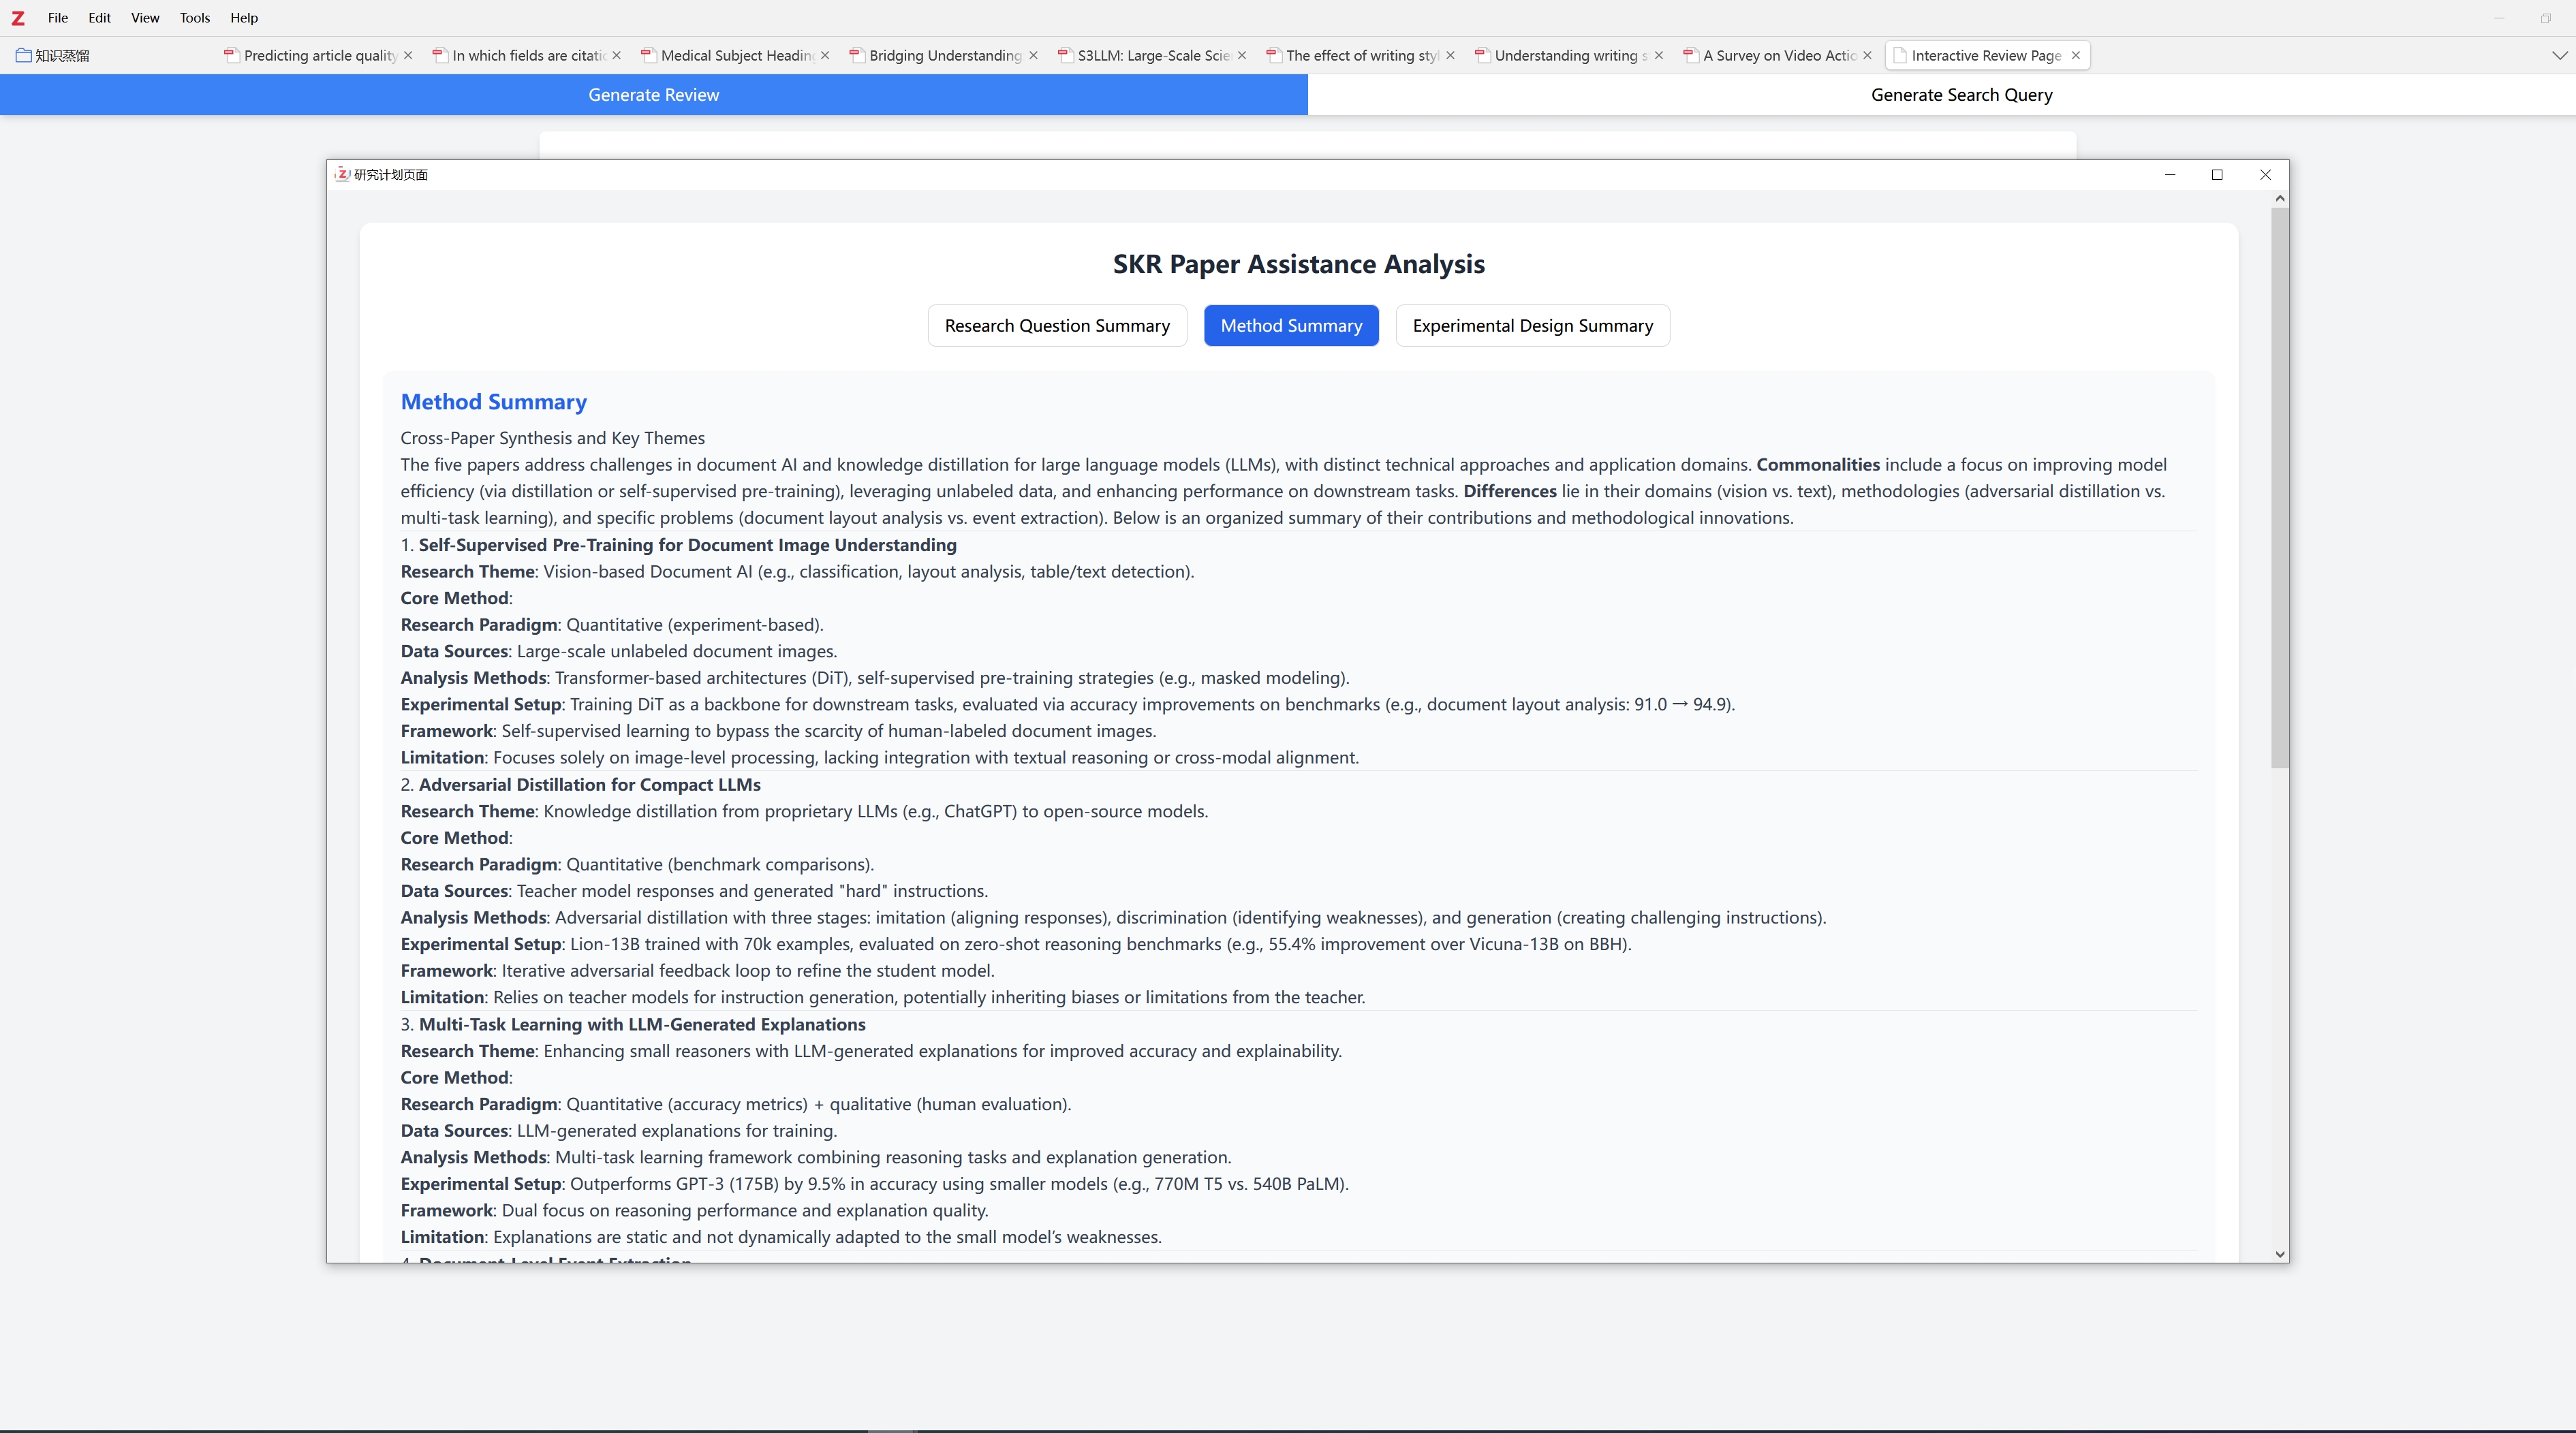 Z File Edit View Tools Help
知识蒸馏 Predicting article quality In which fields are citatic Medical Subject Heading Bridging Understanding S3LLM: Large-Scale Scie The effect of writing styl Understanding writing s A Survey on Video Actio Interactive Review Page
Generate Review Generate Search Query
研究计划页面
SKR Paper Assistance Analysis
Research Question Summary Method Summary Experimental Design Summary
Method Summary
Cross-Paper Synthesis and Key Themes
The five papers address challenges in document AI and knowledge distillation for large language models (LLMs), with distinct technical approaches and application domains. Commonalities include a focus on improving model
efficiency (via distillation or self-supervised pre-training), leveraging unlabeled data, and enhancing performance on downstream tasks. Differences lie in their domains (vision vs. text), methodologies (adversarial distillation vs.
multi-task learning), and specific problems (document layout analysis vs. event extraction). Below is an organized summary of their contributions and methodological innovations.
1. Self-Supervised Pre-Training for Document Image Understanding
Research Theme: Vision-based Document AI (e.g., classification, layout analysis, table/text detection).
Core Method:
Research Paradigm: Quantitative (experiment-based).
Data Sources: Large-scale unlabeled document images.
Analysis Methods: Transformer-based architectures (DiT), self-supervised pre-training strategies (e.g., masked modeling).
Experimental Setup: Training DiT as a backbone for downstream tasks, evaluated via accuracy improvements on benchmarks (e.g., document layout analysis: 91.0 → 94.9).
Framework: Self-supervised learning to bypass the scarcity of human-labeled document images.
Limitation: Focuses solely on image-level processing, lacking integration with textual reasoning or cross-modal alignment.
2. Adversarial Distillation for Compact LLMs
Research Theme: Knowledge distillation from proprietary LLMs (e.g., ChatGPT) to open-source models.
Core Method:
Research Paradigm: Quantitative (benchmark comparisons).
Data Sources: Teacher model responses and generated "hard" instructions.
Analysis Methods: Adversarial distillation with three stages: imitation (aligning responses), discrimination (identifying weaknesses), and generation (creating challenging instructions).
Experimental Setup: Lion-13B trained with 70k examples, evaluated on zero-shot reasoning benchmarks (e.g., 55.4% improvement over Vicuna-13B on BBH).
Framework: Iterative adversarial feedback loop to refine the student model.
Limitation: Relies on teacher models for instruction generation, potentially inheriting biases or limitations from the teacher.
3. Multi-Task Learning with LLM-Generated Explanations
Research Theme: Enhancing small reasoners with LLM-generated explanations for improved accuracy and explainability.
Core Method:
Research Paradigm: Quantitative (accuracy metrics) + qualitative (human evaluation).
Data Sources: LLM-generated explanations for training.
Analysis Methods: Multi-task learning framework combining reasoning tasks and explanation generation.
Experimental Setup: Outperforms GPT-3 (175B) by 9.5% in accuracy using smaller models (e.g., 770M T5 vs. 540B PaLM).
Framework: Dual focus on reasoning performance and explanation quality.
Limitation: Explanations are static and not dynamically adapted to the small model's weaknesses.
4. Document-Level Event Extraction